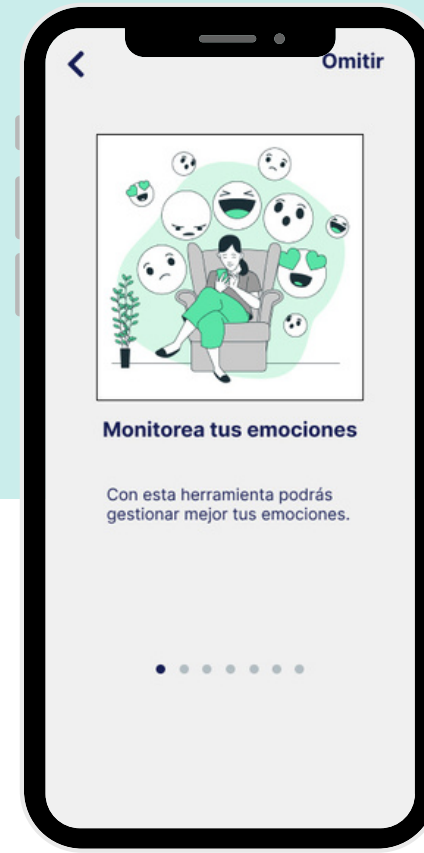 Omitir
Monitorea tus emociones
Con esta herramienta podrás
gestionar mejor tus emociones.